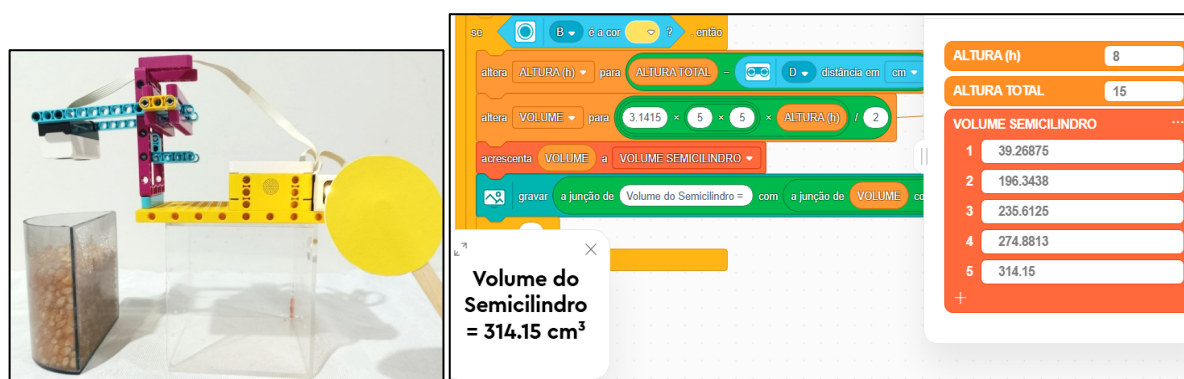 se B é a cor ? , então
altera ALTURA (h) para ALTURA TOTAL – D distância em cm
altera VOLUME para 3.1415 × 5 × 5 × ALTURA (h) / 2
acrescenta VOLUME a VOLUME SEMICILINDRO
gravar a junção de Volume do Semicilindro = com a junção de VOLUME
Volume do
Semicilindro
= 314.15 cm³
ALTURA (h) 8
ALTURA TOTAL 15
VOLUME SEMICILINDRO ...
1 39.26875
2 196.3438
3 235.6125
4 274.8813
5 314.15
+